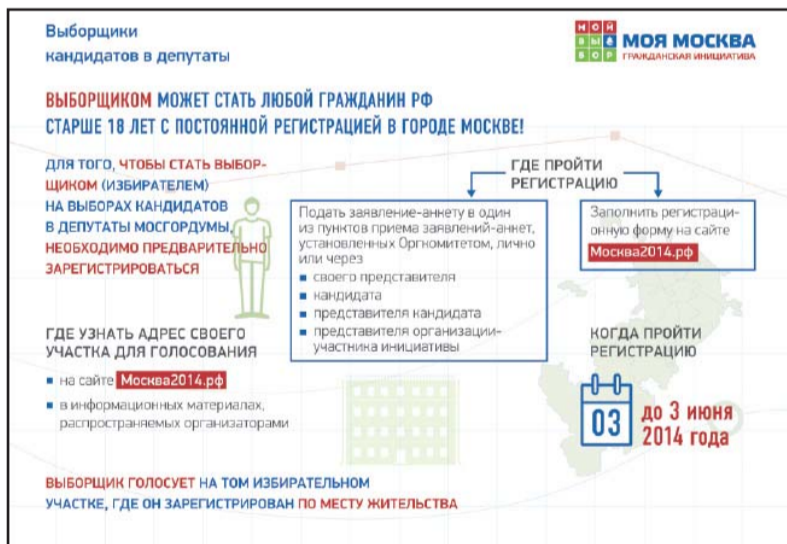 Выборщики
кандидатов в депутаты
МОЙ
ВЫ
БОР
МОЯ МОСКВА
ГРАЖДАНСКАЯ ИНИЦИАТИВА
ВЫБОРЩИКОМ МОЖЕТ СТАТЬ ЛЮБОЙ ГРАЖДАНИН РФ
СТАРШЕ 18 ЛЕТ С ПОСТОЯННОЙ РЕГИСТРАЦИЕЙ В ГОРОДЕ МОСКВЕ!
ДЛЯ ТОГО, ЧТОБЫ СТАТЬ ВЫБОР-
ЩИКОМ (ИЗБИРАТЕЛЕМ)
НА ВЫБОРАХ КАНДИДАТОВ
В ДЕПУТАТЫ МОСГОРДУМЫ,
НЕОБХОДИМО ПРЕДВАРИТЕЛЬНО
ЗАРЕГИСТРИРОВАТЬСЯ
ГДЕ ПРОЙТИ
РЕГИСТРАЦИЮ
Подать заявление-анкету в один
из пунктов приема заявлений-анкет,
установленных Оргкомитетом, лично
или через
▪ своего представителя
▪ кандидата
▪ представителя кандидата
▪ представителя организации-
участника инициативы
Заполнить регистраци-
онную форму на сайте
Москва2014.рф
ГДЕ УЗНАТЬ АДРЕС СВОЕГО
УЧАСТКА ДЛЯ ГОЛОСОВАНИЯ
▪ на сайте Москва2014.рф
▪ в информационных материалах,
распространяемых организаторами
КОГДА ПРОЙТИ
РЕГИСТРАЦИЮ
03
до 3 июня
2014 года
ВЫБОРЩИК ГОЛОСУЕТ НА ТОМ ИЗБИРАТЕЛЬНОМ
УЧАСТКЕ, ГДЕ ОН ЗАРЕГИСТРИРОВАН ПО МЕСТУ ЖИТЕЛЬСТВА